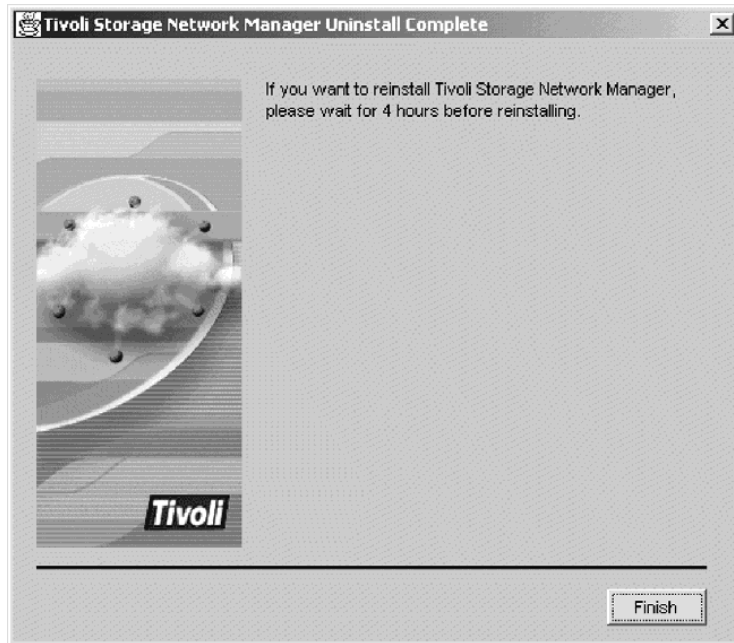 Tivoli Storage Network Manager Uninstall Complete
If you want to reinstall Tivoli Storage Network Manager,
please wait for 4 hours before reinstalling.
Tivoli
Finish